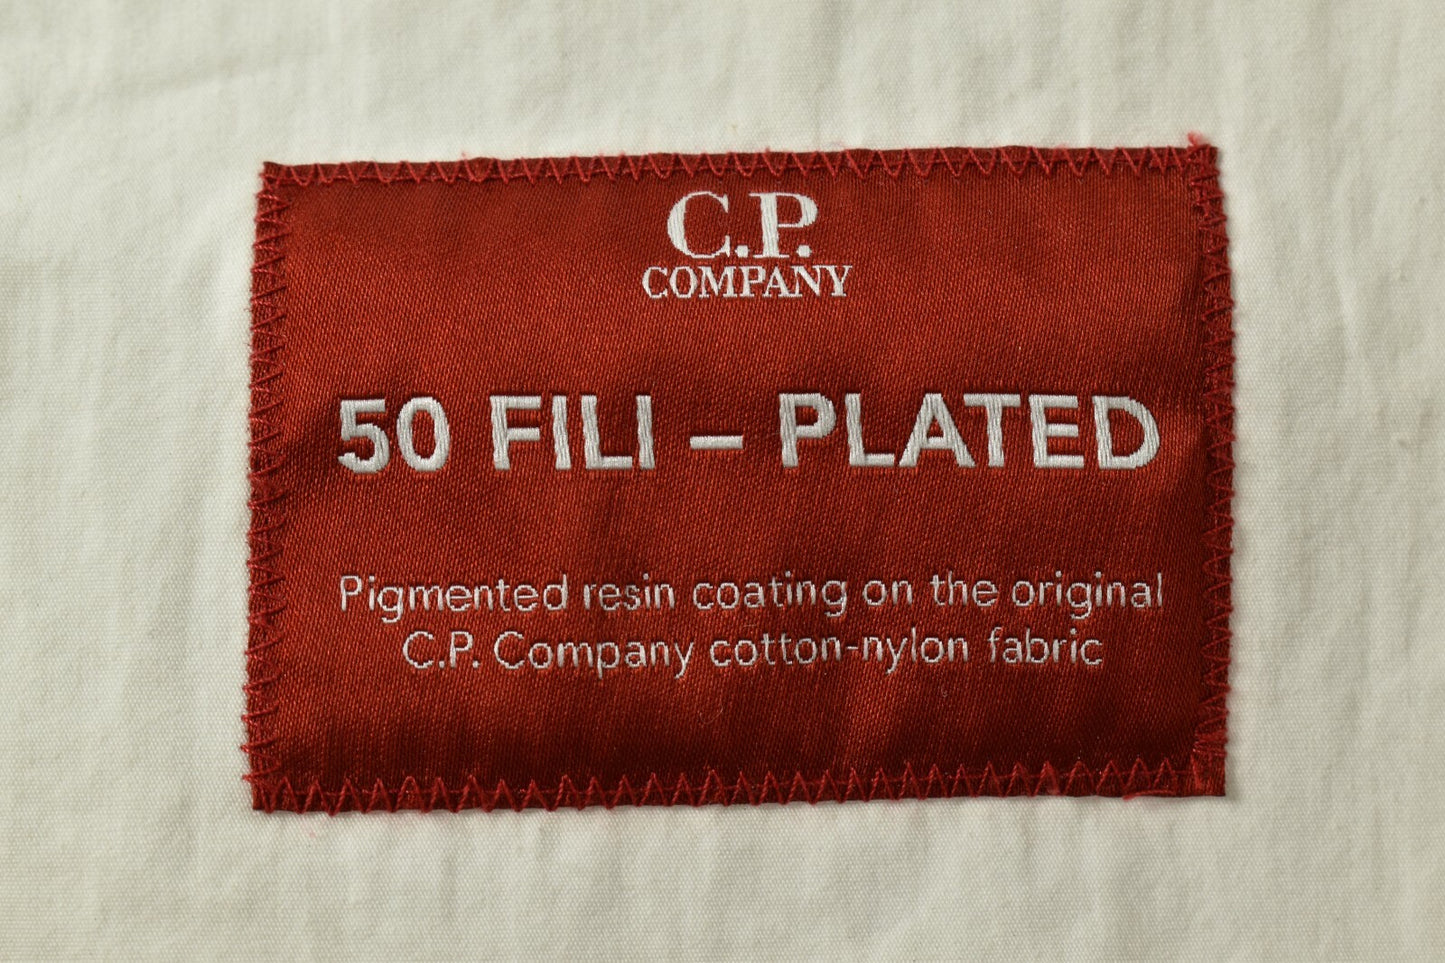 C.P.
COMPANY
50 FILI – PLATED
Pigmented resin coating on the original
C.P. Company cotton-nylon fabric